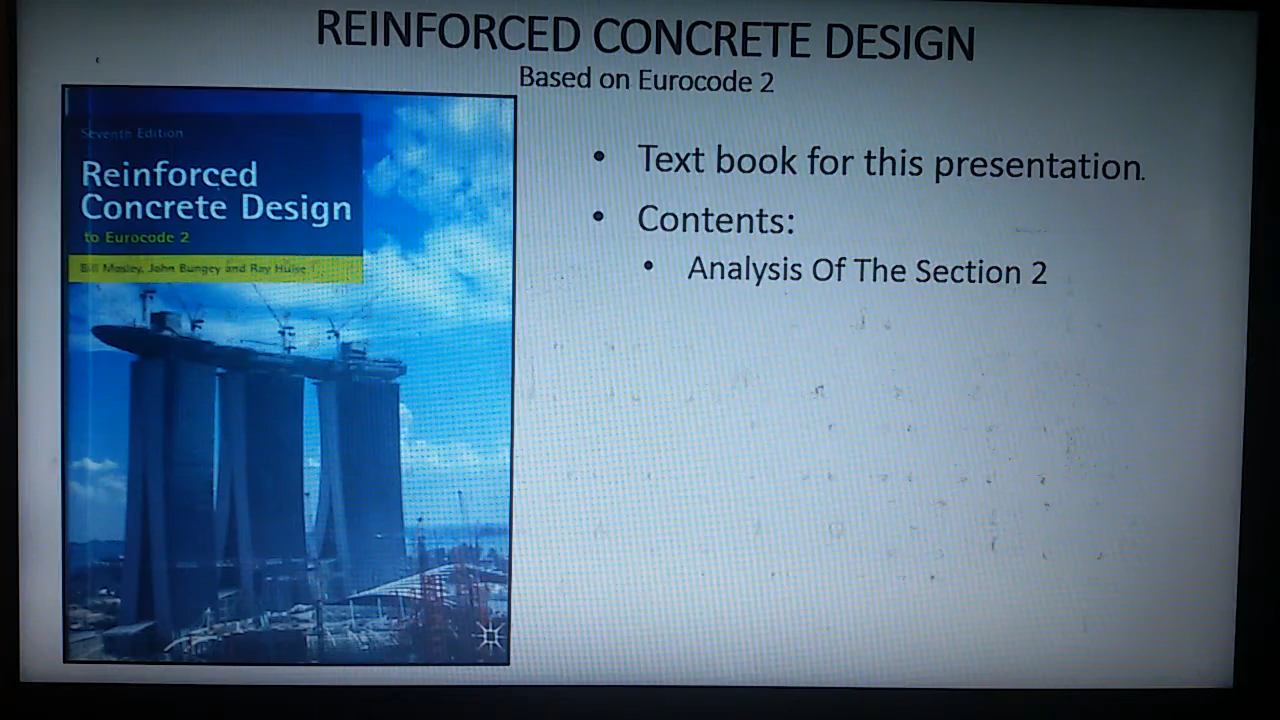 REINFORCED CONCRETE DESIGN
Based on Eurocode 2
Seventh Edition
Reinforced
Concrete Design
to Eurocode 2
Bill Mosley, John Bungey and Ray Hulse
• Text book for this presentation.
• Contents:
• Analysis Of The Section 2